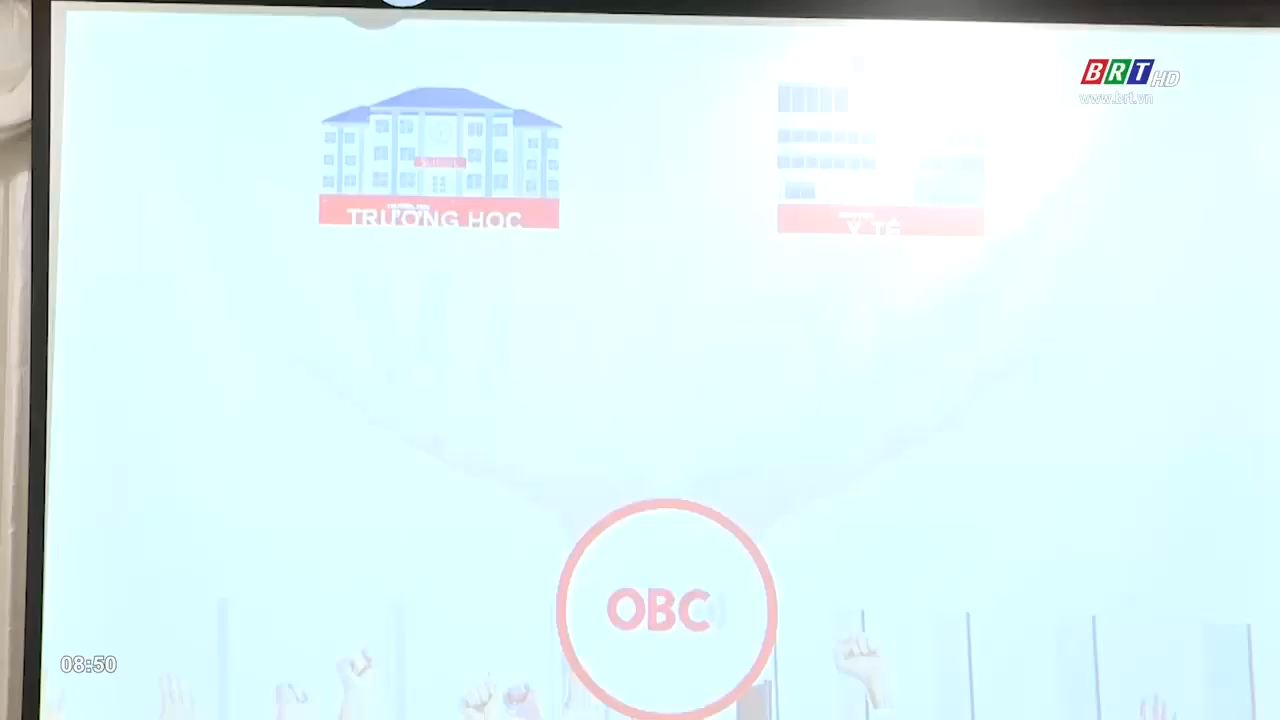 BRT HD
www.brt.vn
TRƯỜNG HỌC
Y TẾ
OBC
08:50